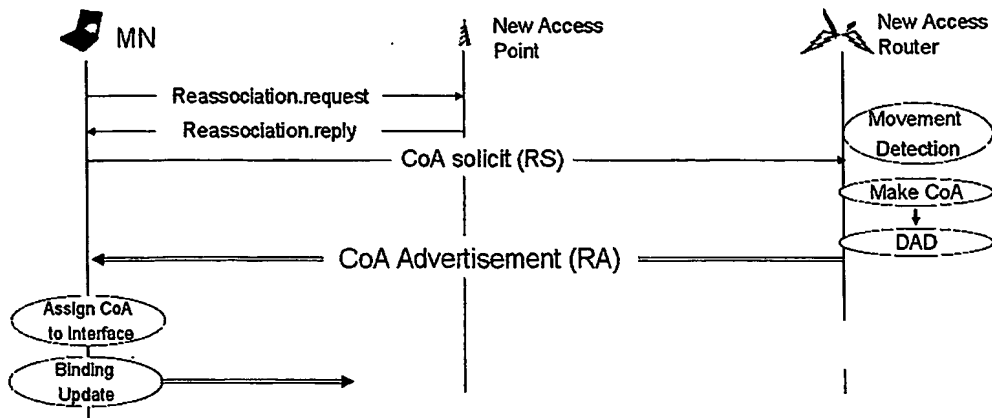 MN
New Access
Point
New Access
Router
Reassociation.request
Reassociation.reply
CoA solicit (RS)
Movement
Detection
Make CoA
DAD
CoA Advertisement (RA)
Assign CoA
to Interface
Binding
Update